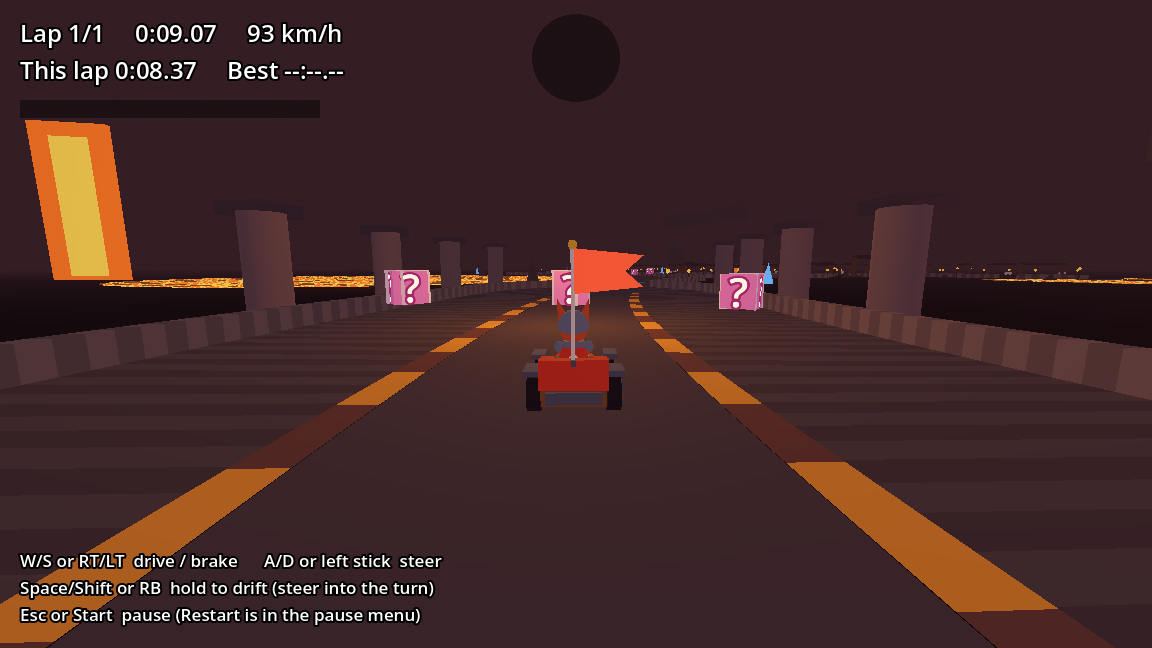 Lap 1/1 0:09.07 93 km/h
This lap 0:08.37 Best --:--.--
? ? ?
W/S or RT/LT drive / brake A/D or left stick steer
Space/Shift or RB hold to drift (steer into the turn)
Esc or Start pause (Restart is in the pause menu)